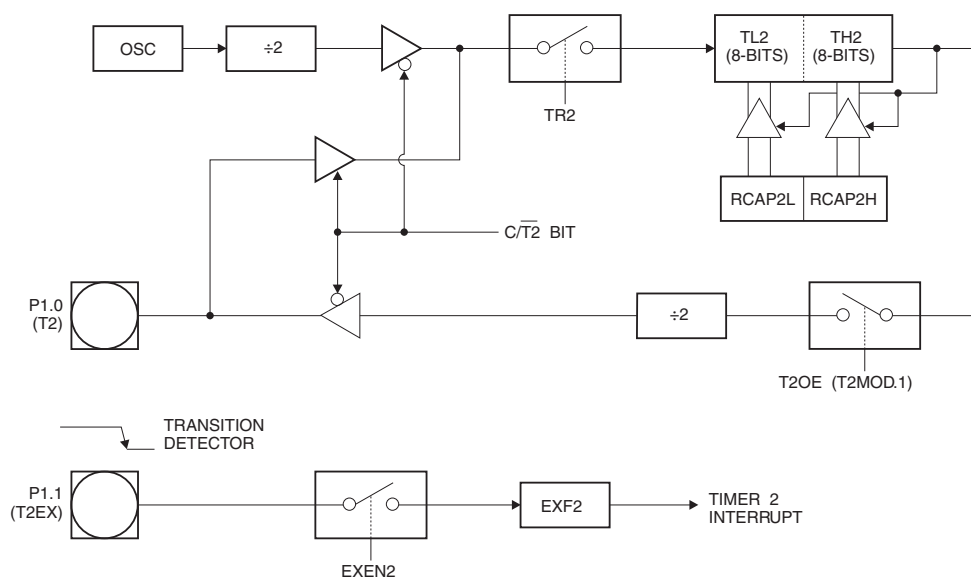 OSC
÷2
TR2
TL2
(8-BITS)
TH2
(8-BITS)
RCAP2L
RCAP2H
C/T2 BIT
P1.0
(T2)
÷2
T2OE (T2MOD.1)
TRANSITION
DETECTOR
P1.1
(T2EX)
EXEN2
EXF2
TIMER 2
INTERRUPT